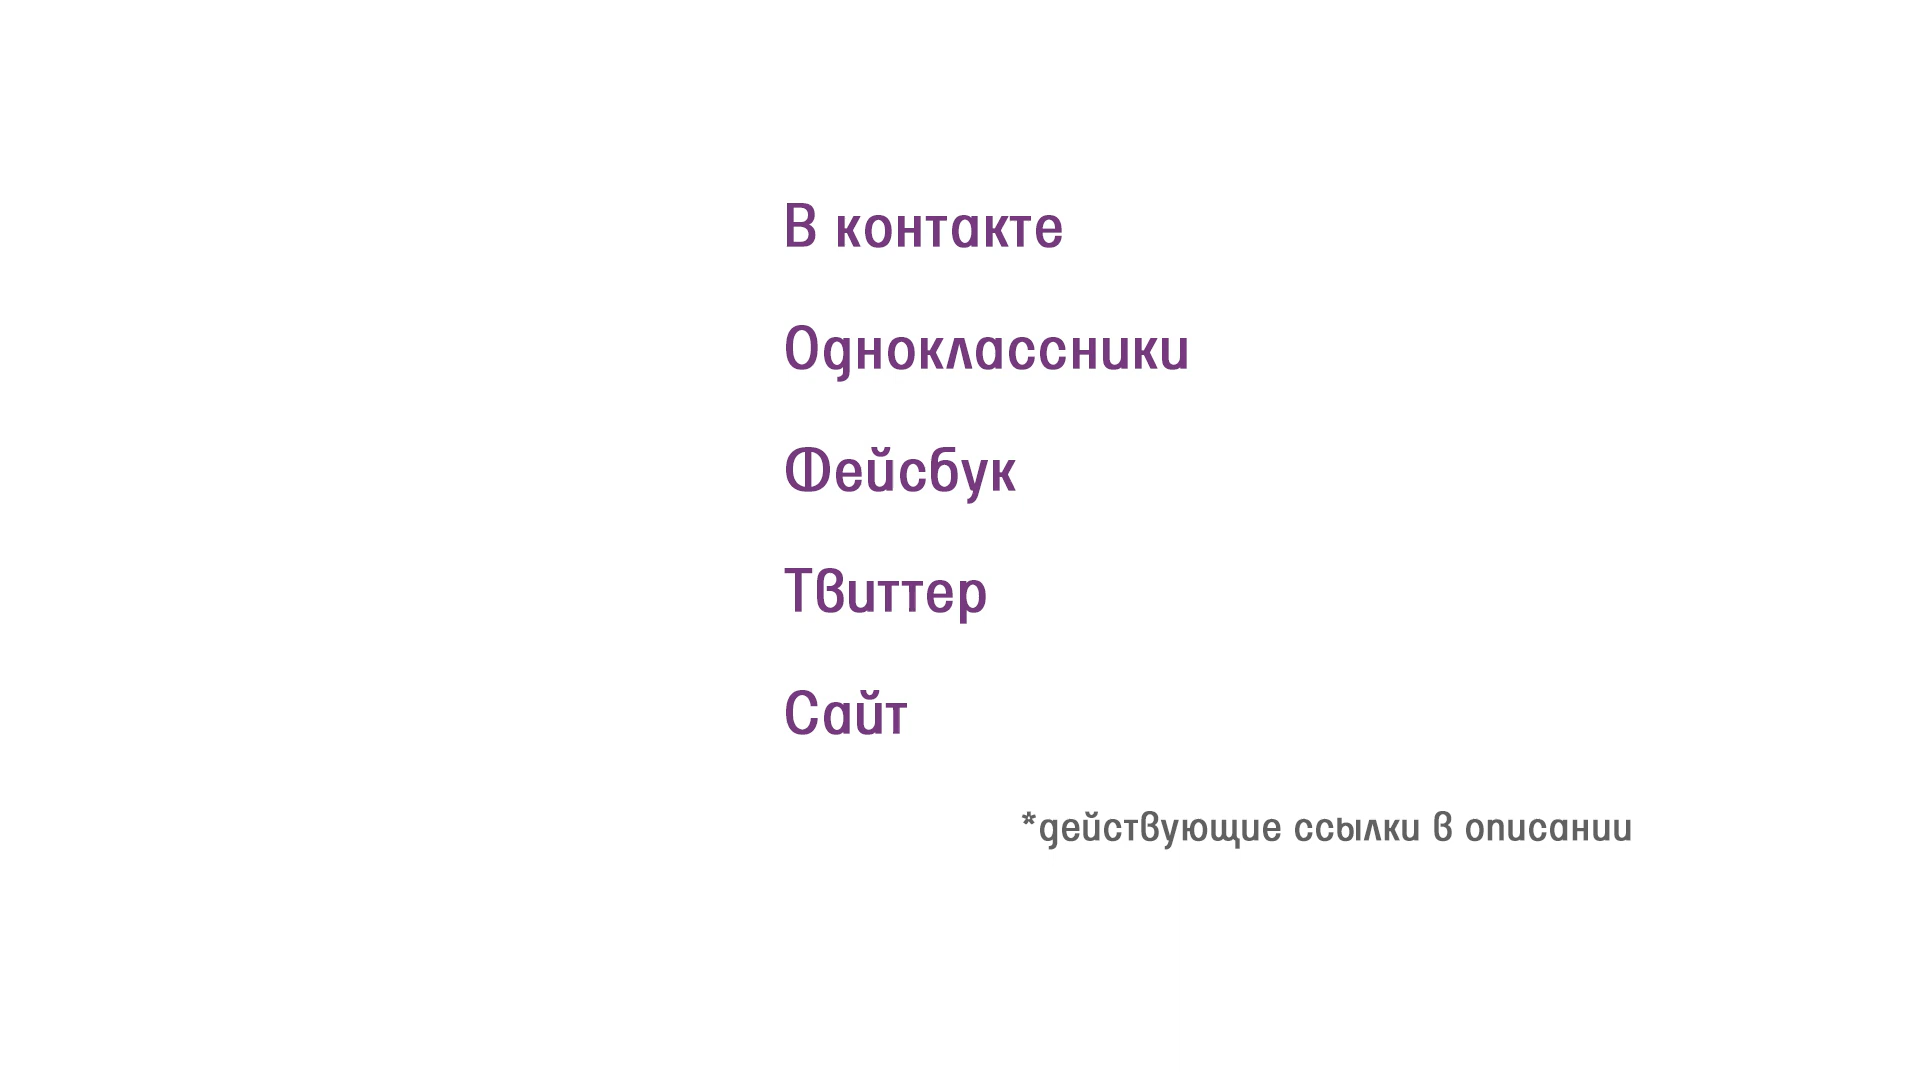 В контакте
Одноклассники
Фейсбук
Твиттер
Сайт
*действующие ссылки в описании